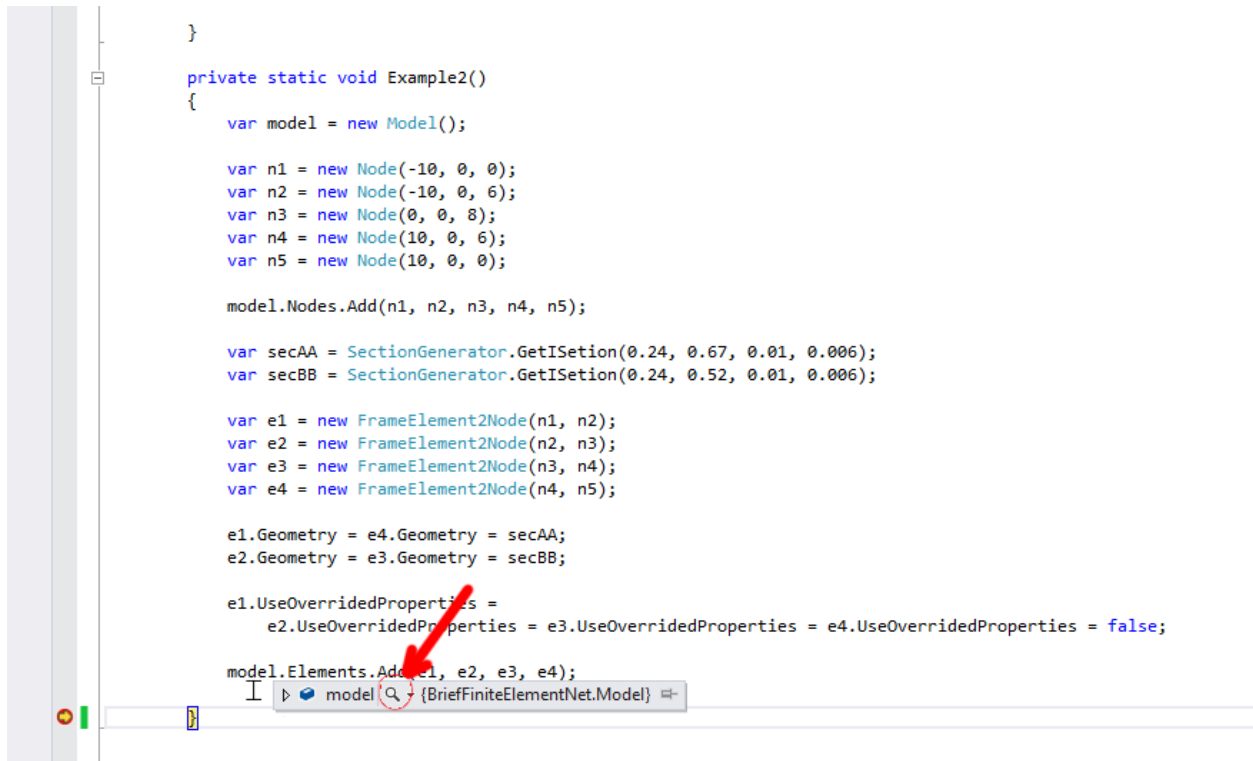 }
private static void Example2()
{
var model = new Model();
var n1 = new Node(-10, 0, 0);
var n2 = new Node(-10, 0, 6);
var n3 = new Node(0, 0, 8);
var n4 = new Node(10, 0, 6);
var n5 = new Node(10, 0, 0);
model.Nodes.Add(n1, n2, n3, n4, n5);
var secAA = SectionGenerator.GetISetion(0.24, 0.67, 0.01, 0.006);
var secBB = SectionGenerator.GetISetion(0.24, 0.52, 0.01, 0.006);
var e1 = new FrameElement2Node(n1, n2);
var e2 = new FrameElement2Node(n2, n3);
var e3 = new FrameElement2Node(n3, n4);
var e4 = new FrameElement2Node(n4, n5);
e1.Geometry = e4.Geometry = secAA;
e2.Geometry = e3.Geometry = secBB;
e1.UseOverridedProperties =
e2.UseOverridedProperties = e3.UseOverridedProperties = e4.UseOverridedProperties = false;
model.Elements.Add(e1, e2, e3, e4);
model {BriefFiniteElementNet.Model}
}